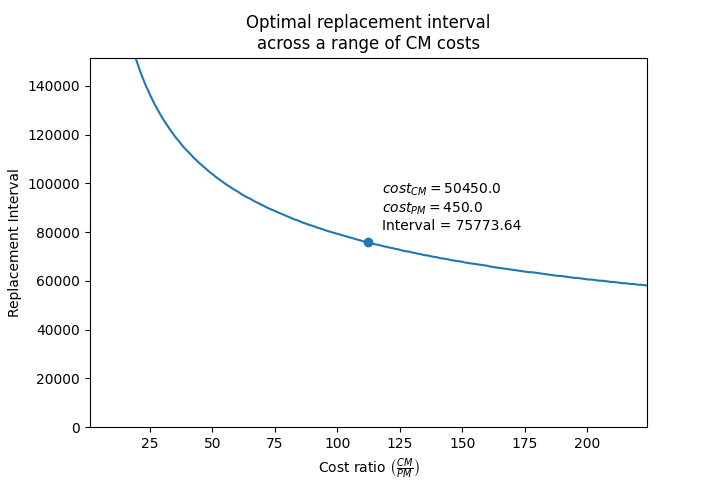 Optimal replacement interval
across a range of CM costs
140000
120000
100000
80000
60000
40000
20000
0
Replacement Interval
cost_CM = 50450.0
cost_PM = 450.0
Interval = 75773.64
25 50 75 100 125 150 175 200
Cost ratio (CM/PM)